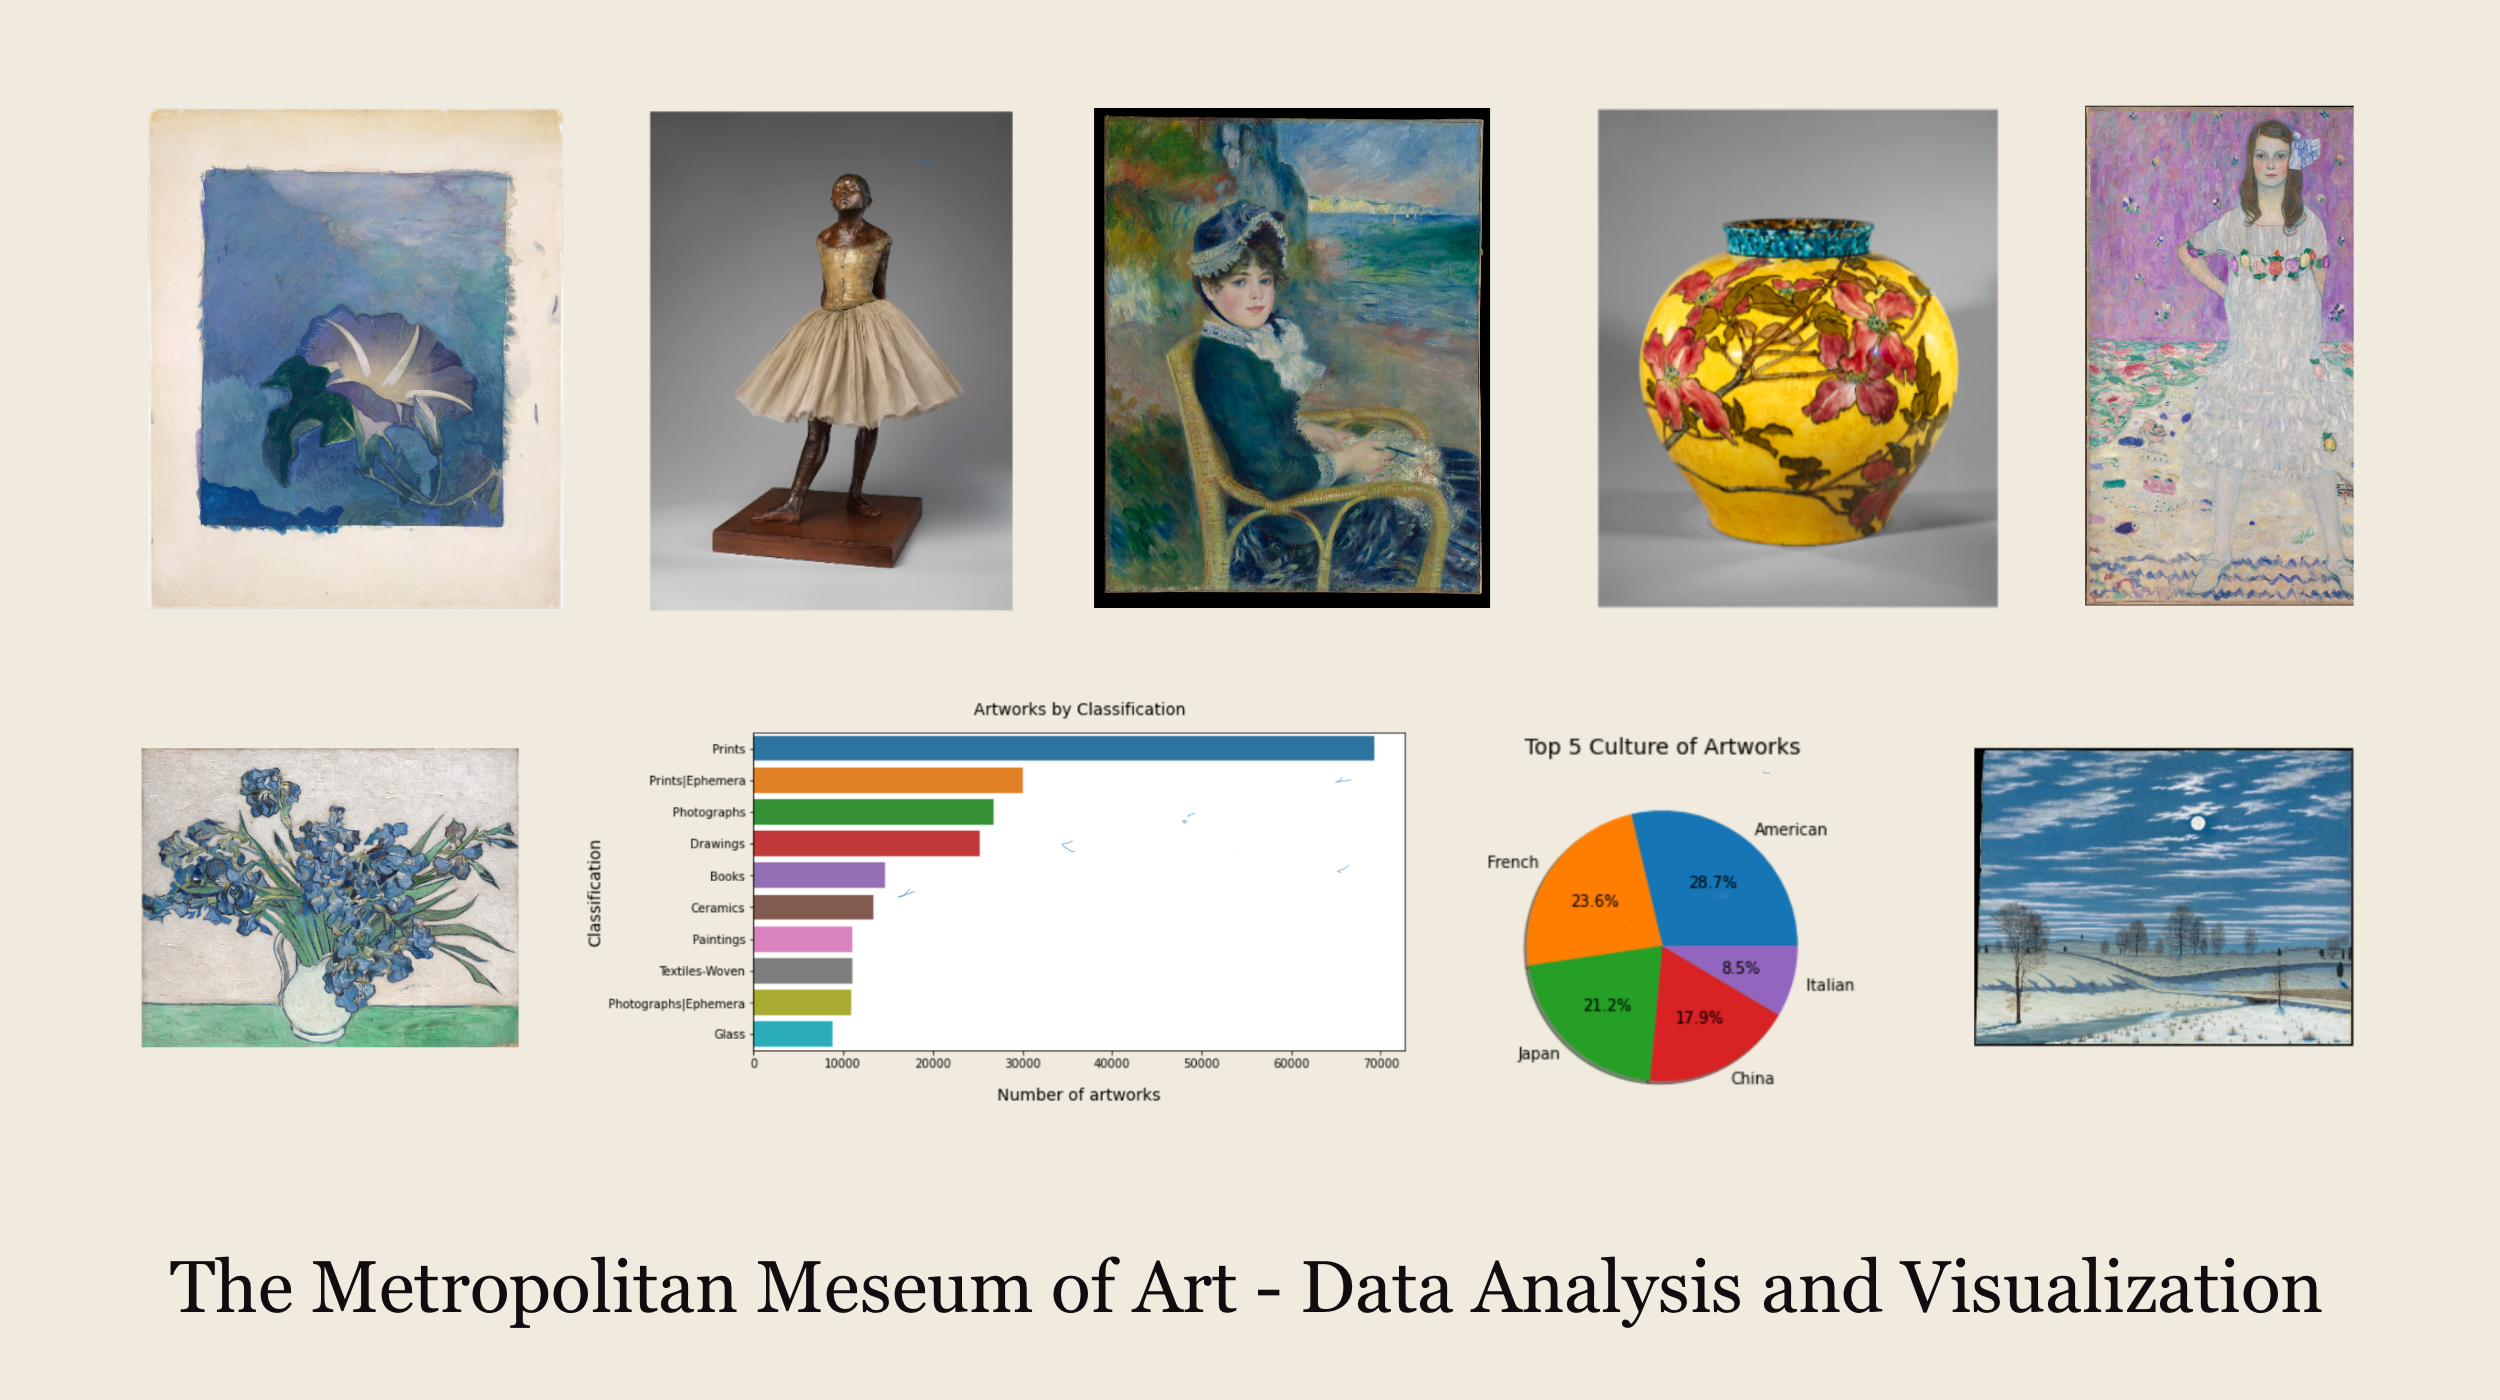 Artworks by Classification
Classification
Prints
Prints|Ephemera
Photographs
Drawings
Books
Ceramics
Paintings
Textiles-Woven
Photographs|Ephemera
Glass
0 10000 20000 30000 40000 50000 60000 70000
Number of artworks
Top 5 Culture of Artworks
American
28.7%
French
23.6%
Japan
21.2%
China
17.9%
Italian
8.5%
The Metropolitan Meseum of Art - Data Analysis and Visualization